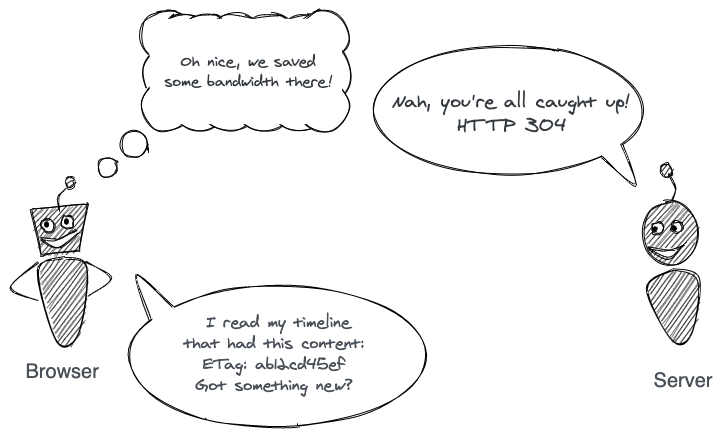 Oh nice, we saved
some bandwidth there!
Nah, you're all caught up!
HTTP 304
I read my timeline
that had this content:
ETag: ab12cd45ef
Got something new?
Browser
Server